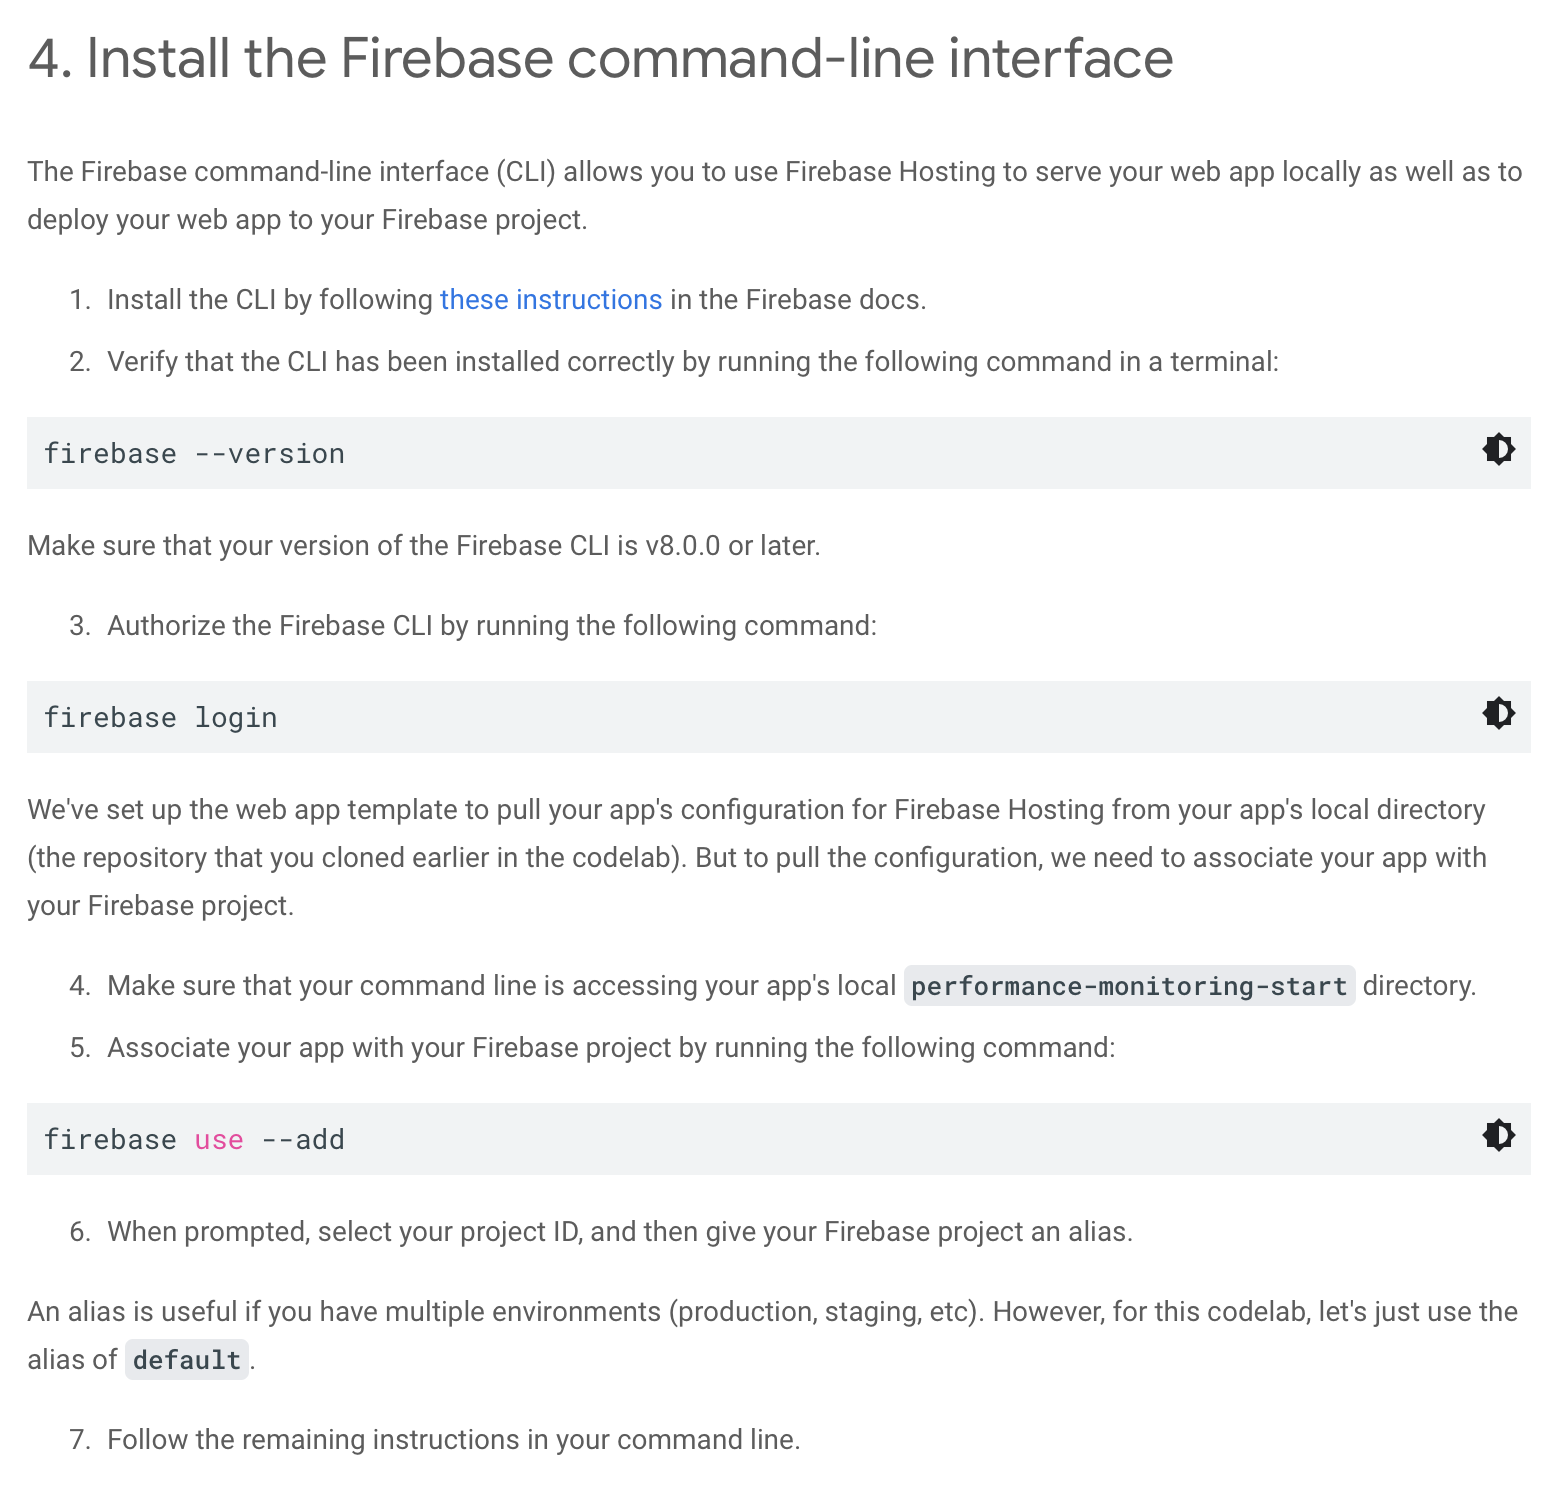 4. Install the Firebase command-line interface
The Firebase command-line interface (CLI) allows you to use Firebase Hosting to serve your web app locally as well as to
deploy your web app to your Firebase project.
1. Install the CLI by following these instructions in the Firebase docs.
2. Verify that the CLI has been installed correctly by running the following command in a terminal:
firebase --version
Make sure that your version of the Firebase CLI is v8.0.0 or later.
3. Authorize the Firebase CLI by running the following command:
firebase login
We've set up the web app template to pull your app's configuration for Firebase Hosting from your app's local directory
(the repository that you cloned earlier in the codelab). But to pull the configuration, we need to associate your app with
your Firebase project.
4. Make sure that your command line is accessing your app's local performance-monitoring-start directory.
5. Associate your app with your Firebase project by running the following command:
firebase use --add
6. When prompted, select your project ID, and then give your Firebase project an alias.
An alias is useful if you have multiple environments (production, staging, etc). However, for this codelab, let's just use the
alias of default.
7. Follow the remaining instructions in your command line.